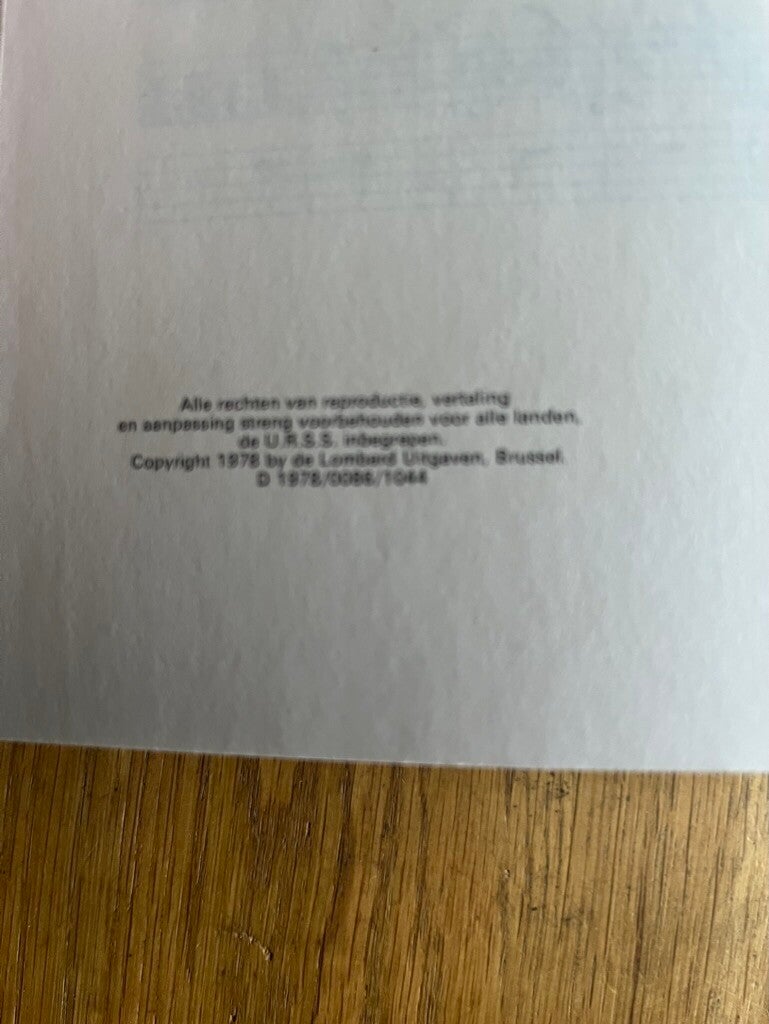 Alle rechten van reproductie, vertaling
en aanpassing streng voorbehouden voor alle landen,
de U.R.S.S. inbegrepen.
Copyright 1978 by de Lombard Uitgaven, Brussel.
D 1978/0086/1044